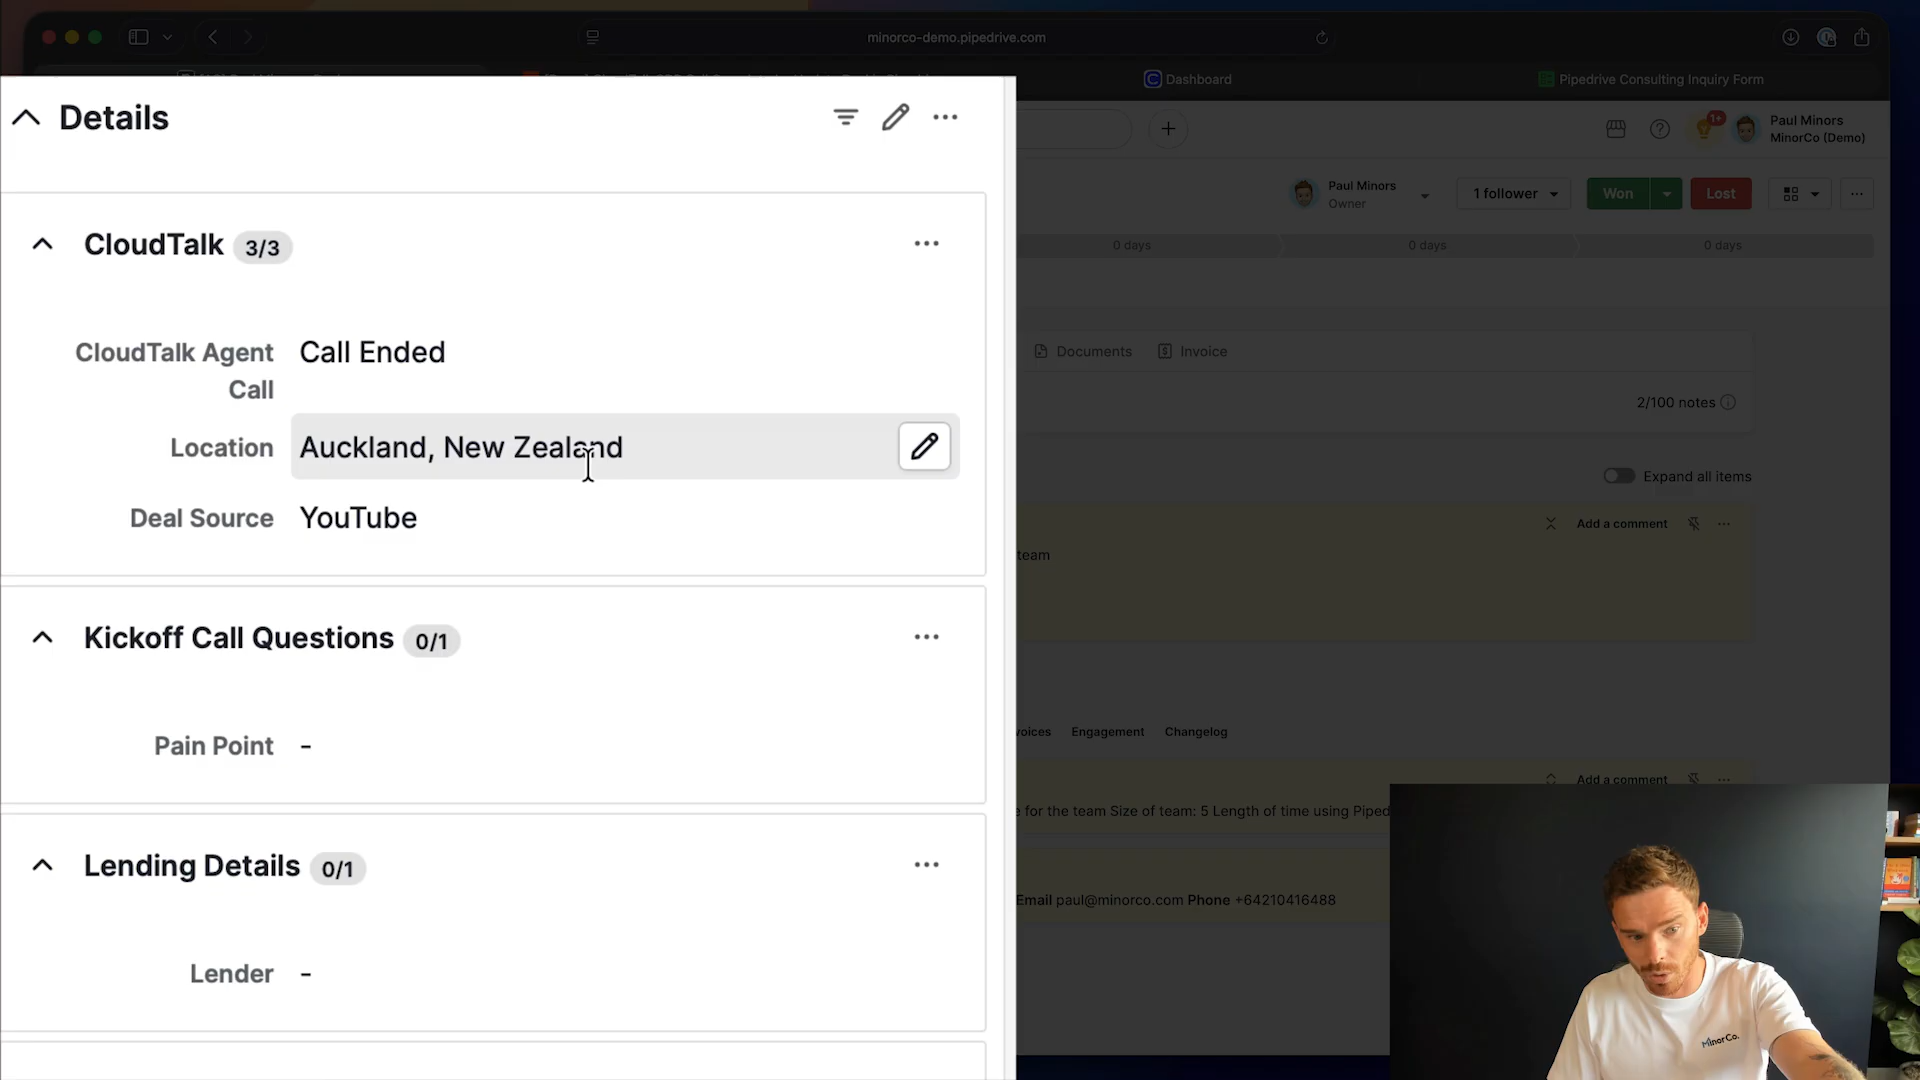 minorco-demo.pipedrive.com
Dashboard
Pipedrive Consulting Inquiry Form
Details
1+
Paul Minors
MinorCo (Demo)
Paul Minors
Owner
1 follower
Won
Lost
CloudTalk 3/3
0 days
0 days
0 days
CloudTalk Agent Call
Call Ended
Documents
Invoice
2/100 notes
Location
Auckland, New Zealand
Expand all items
Deal Source
YouTube
Add a comment
team
Kickoff Call Questions 0/1
Pain Point
-
voices
Engagement
Changelog
Add a comment
e for the team Size of team: 5 Length of time using Piped
Lending Details 0/1
Email paul@minorco.com Phone +64210416488
Lender
-
MinorCo.